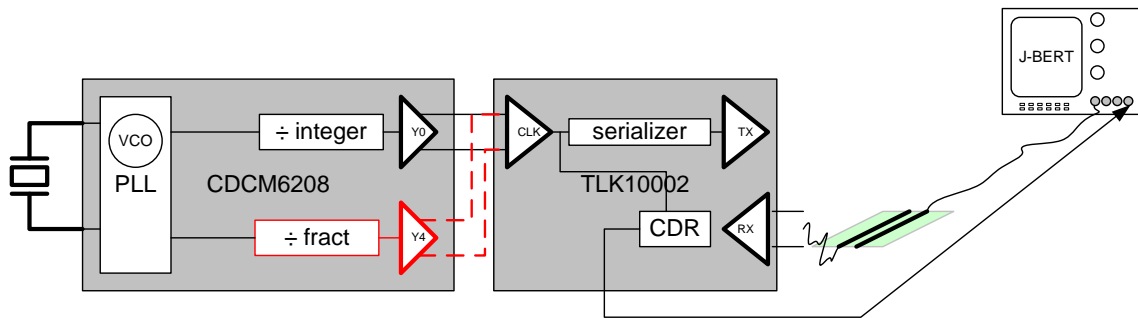 J-BERT
VCO
PLL
÷ integer
Y0
CDCM6208
÷ fract
Y4
CLK
serializer
TX
TLK10002
CDR
RX